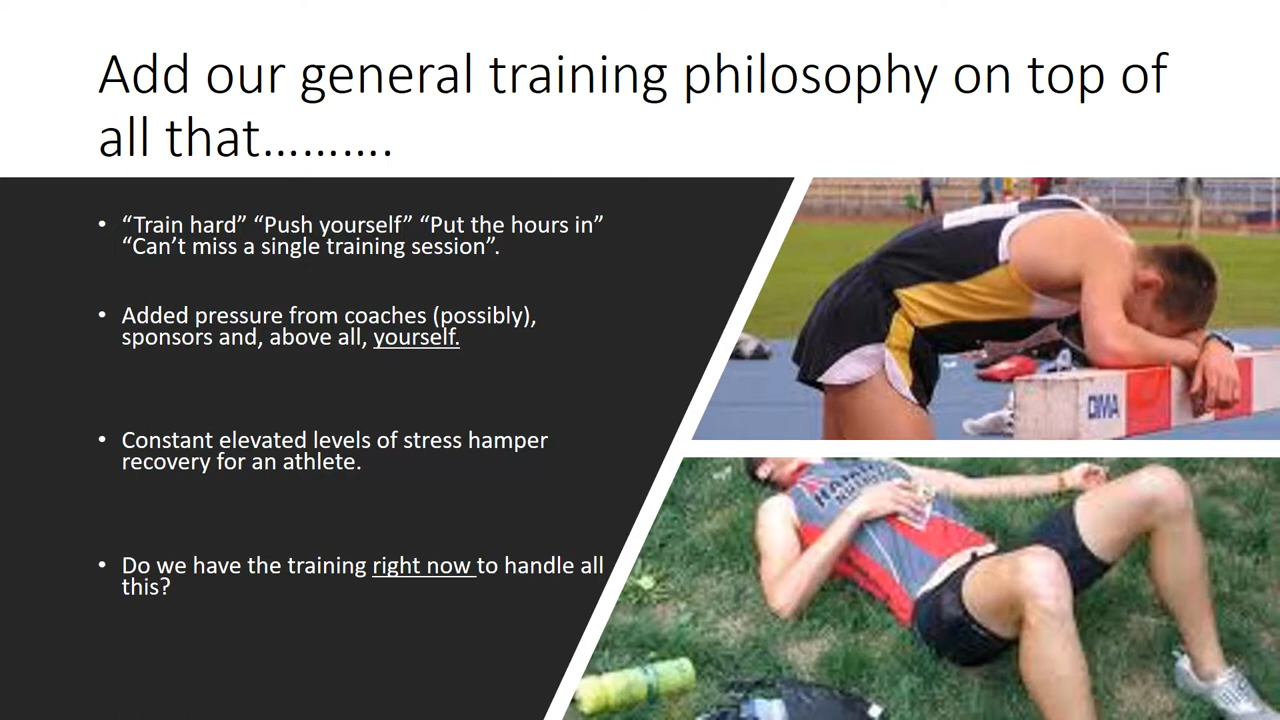 Add our general training philosophy on top of
all that..........
• “Train hard” “Push yourself” “Put the hours in”
“Can’t miss a single training session”.
• Added pressure from coaches (possibly),
sponsors and, above all, yourself.
• Constant elevated levels of stress hamper
recovery for an athlete.
• Do we have the training right now to handle all
this?
DMA